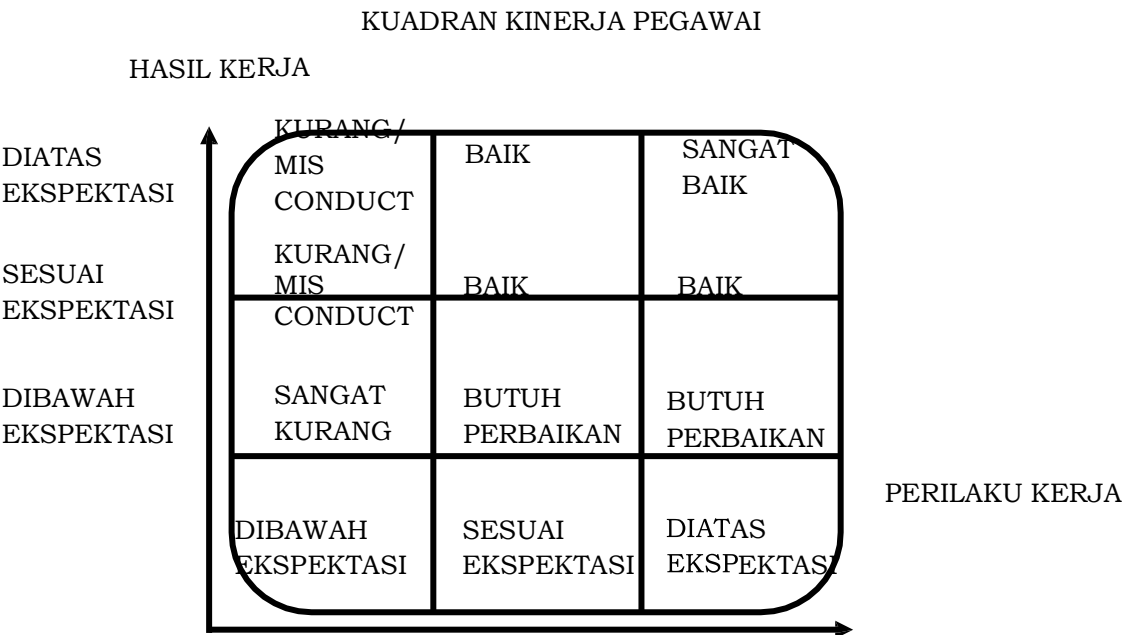 KUADRAN KINERJA PEGAWAI
HASIL KERJA
DIATAS
EKSPEKTASI
KURANG/
MIS
CONDUCT
BAIK
SANGAT
BAIK
SESUAI
EKSPEKTASI
KURANG/
MIS
CONDUCT
BAIK
BAIK
DIBAWAH
EKSPEKTASI
SANGAT
KURANG
BUTUH
PERBAIKAN
BUTUH
PERBAIKAN
PERILAKU KERJA
DIBAWAH
EKSPEKTASI
SESUAI
EKSPEKTASI
DIATAS
EKSPEKTASI